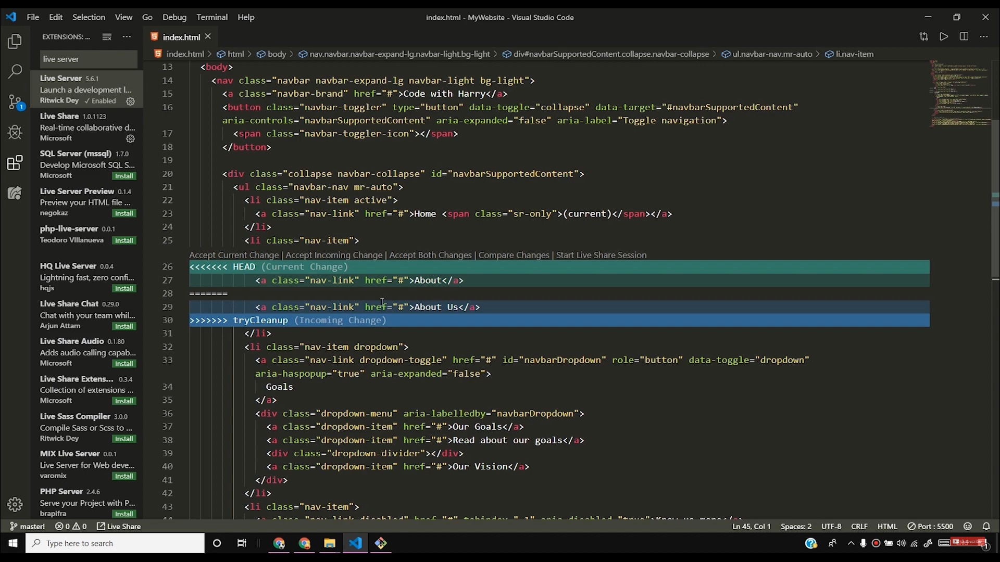 File Edit Selection View Go Debug Terminal Help
index.html - MyWebsite - Visual Studio Code
EXTENSIONS: ...
live server
Live Server 5.6.1
Launch a development l...
Ritwick Dey ✓ Enabled
Live Share 1.0.1123
Real-time collaborative d...
Microsoft
SQL Server (mssql) 1.7.0
Develop Microsoft SQL S...
Microsoft Install
Live Server Preview 0.1.4
Preview your HTML file ...
negokaz Install
php-live-server 0.0.1
Teodoro VIllanueva Install
HQ Live Server 0.0.4
Lightning fast, zero confi...
hqjs Install
Live Share Chat 0.29.0
Chat with your team whil...
Arjun Attam Install
Live Share Audio 0.1.80
Adds audio calling capab...
Microsoft Install
Live Share Extens... 0.3.4
Collection of extensions ...
Microsoft Install
Live Sass Compiler 3.0.0
Compile Sass or Scss to ...
Ritwick Dey Install
MIX Live Server 0.0.1
Live Server for Web deve...
varomix Install
PHP Server 2.4.6
Serve your Project with P...
brapifra Install
index.html
index.html > html > body > nav.navbar.navbar-expand-lg.navbar-light.bg-light > div#navbarSupportedContent.collapse.navbar-collapse > ul.navbar-nav.mr-auto > li.nav-item
13 <body>
14 <nav class="navbar navbar-expand-lg navbar-light bg-light">
15 <a class="navbar-brand" href="#">Code with Harry</a>
16 <button class="navbar-toggler" type="button" data-toggle="collapse" data-target="#navbarSupportedContent"
aria-controls="navbarSupportedContent" aria-expanded="false" aria-label="Toggle navigation">
17 <span class="navbar-toggler-icon"></span>
18 </button>
19
20 <div class="collapse navbar-collapse" id="navbarSupportedContent">
21 <ul class="navbar-nav mr-auto">
22 <li class="nav-item active">
23 <a class="nav-link" href="#">Home <span class="sr-only">(current)</span></a>
24 </li>
25 <li class="nav-item">
Accept Current Change | Accept Incoming Change | Accept Both Changes | Compare Changes | Start Live Share Session
26 <<<<<<< HEAD (Current Change)
27 <a class="nav-link" href="#">About</a>
28 =======
29 <a class="nav-link" href="#">About Us</a>
30 >>>>>>> tryCleanup (Incoming Change)
31 </li>
32 <li class="nav-item dropdown">
33 <a class="nav-link dropdown-toggle" href="#" id="navbarDropdown" role="button" data-toggle="dropdown"
aria-haspopup="true" aria-expanded="false">
34 Goals
35 </a>
36 <div class="dropdown-menu" aria-labelledby="navbarDropdown">
37 <a class="dropdown-item" href="#">Our Goals</a>
38 <a class="dropdown-item" href="#">Read about our goals</a>
39 <div class="dropdown-divider"></div>
40 <a class="dropdown-item" href="#">Our Vision</a>
41 </div>
42 </li>
43 <li class="nav-item">
44 <a class="nav-link disabled" href="#" tabindex="-1" aria-disabled="true">Know us more</a>
master! 0 0 Live Share
Ln 45, Col 1 Spaces: 2 UTF-8 CRLF HTML Port : 5500
Type here to search
Subscribe
1